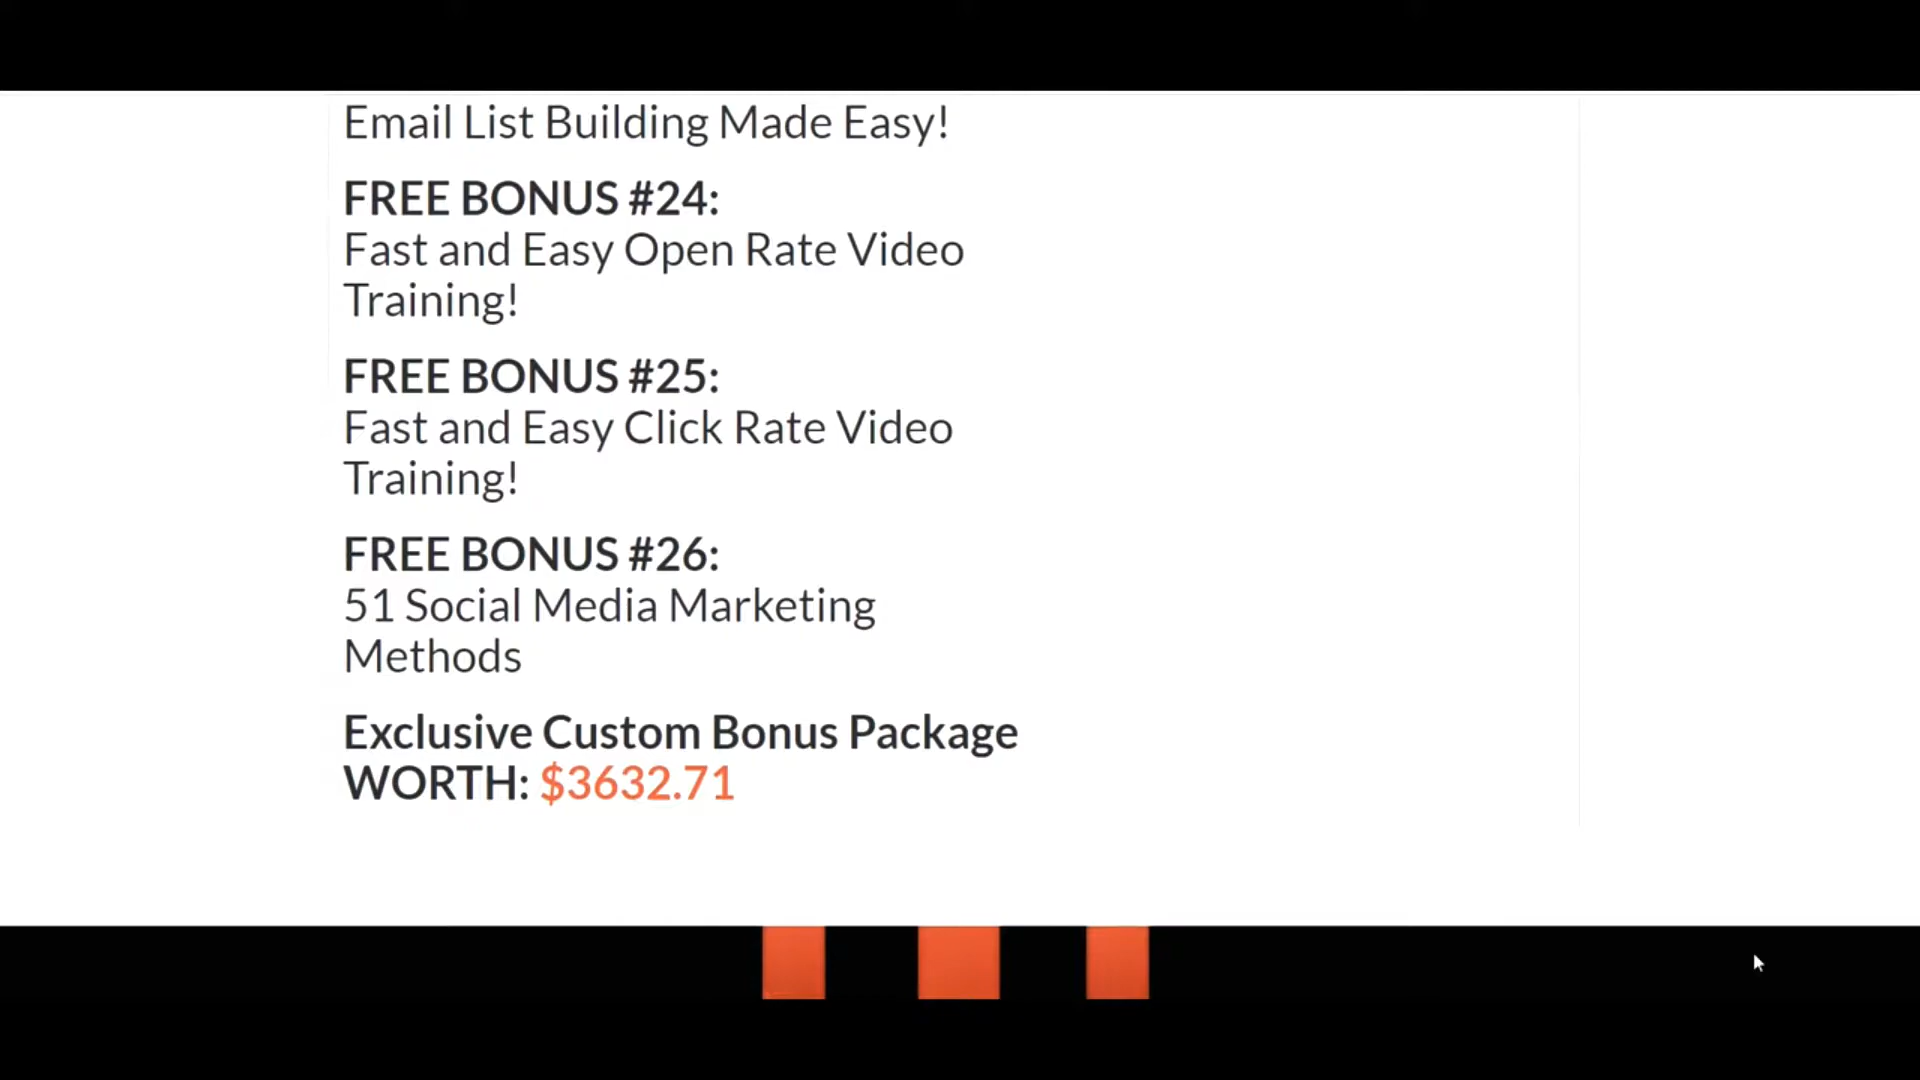 Email List Building Made Easy!
FREE BONUS #24:
Fast and Easy Open Rate Video
Training!
FREE BONUS #25:
Fast and Easy Click Rate Video
Training!
FREE BONUS #26:
51 Social Media Marketing
Methods
Exclusive Custom Bonus Package
WORTH: $3632.71